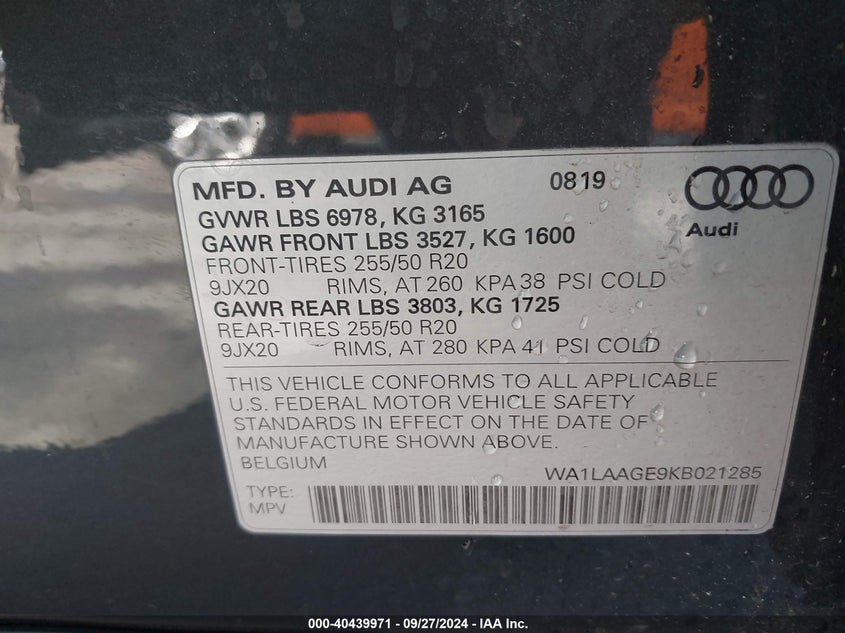 MFD. BY AUDI AG 0819
Audi
GVWR LBS 6978, KG 3165
GAWR FRONT LBS 3527, KG 1600
FRONT-TIRES 255/50 R20
9JX20 RIMS, AT 260 KPA 38 PSI COLD
GAWR REAR LBS 3803, KG 1725
REAR-TIRES 255/50 R20
9JX20 RIMS, AT 280 KPA 41 PSI COLD
THIS VEHICLE CONFORMS TO ALL APPLICABLE
U.S. FEDERAL MOTOR VEHICLE SAFETY
STANDARDS IN EFFECT ON THE DATE OF
MANUFACTURE SHOWN ABOVE.
BELGIUM
WA1LAAGE9KB021285
TYPE:
MPV
000-40439971 - 09/27/2024 - IAA Inc.